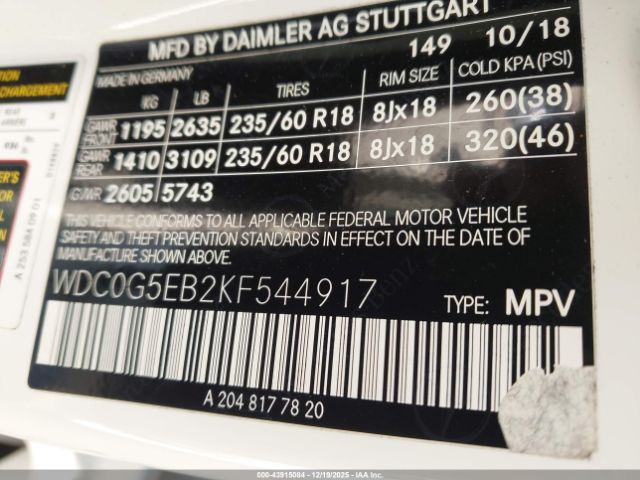 MFD BY DAIMLER AG STUTTGART
149 10/18
MADE IN GERMANY
KG LB TIRES RIM SIZE COLD KPA(PSI)
GAWR FRONT 1195 2635 235/60 R18 8Jx18 260(38)
GAWR REAR 1410 3109 235/60 R18 8Jx18 320(46)
GVWR 2605 5743
THIS VEHICLE CONFORMS TO ALL APPLICABLE FEDERAL MOTOR VEHICLE
SAFETY AND THEFT PREVENTION STANDARDS IN EFFECT ON THE DATE OF
MANUFACTURE SHOWN ABOVE.
WDC0G5EB2KF544917 TYPE: MPV
A 204 817 78 20
A 253 584 09 01
000-43915084 - 12/19/2025 - IAA, Inc.